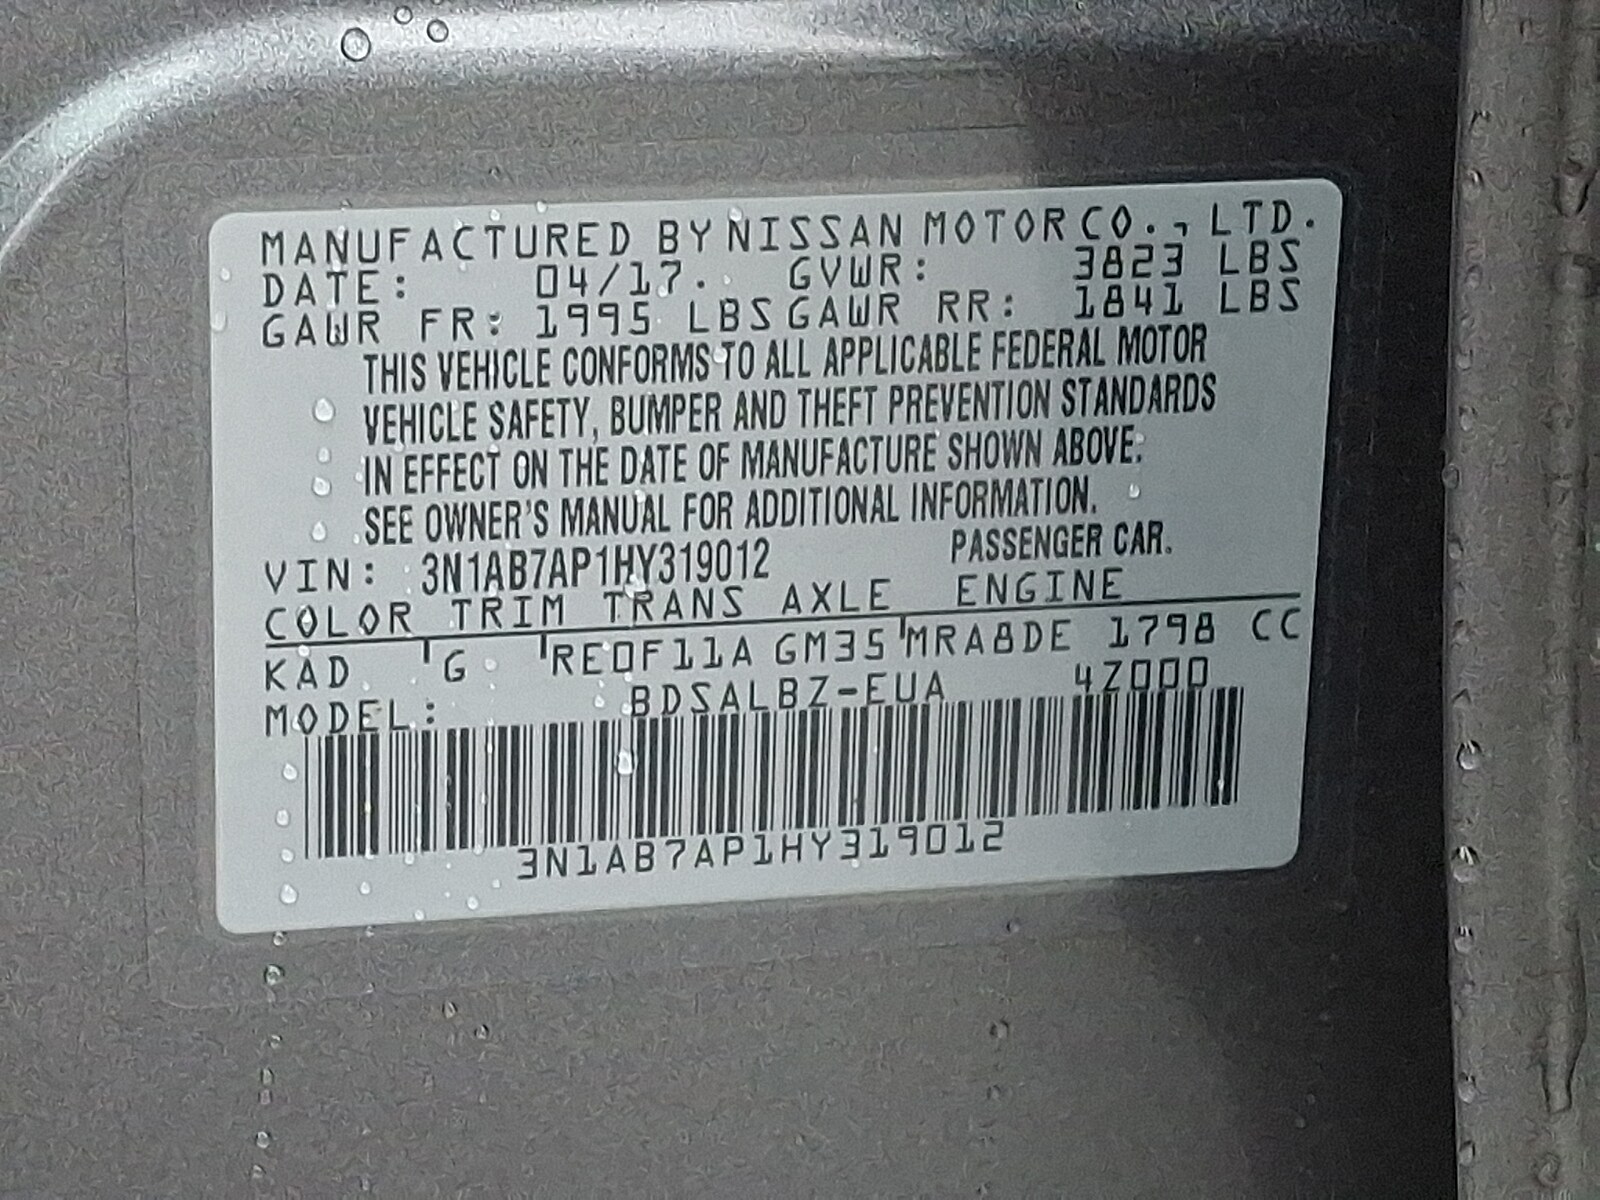 MANUFACTURED BY NISSAN MOTOR CO., LTD.
DATE: 04/17. GVWR: 3823 LBS
GAWR FR: 1995 LBS GAWR RR: 1841 LBS
THIS VEHICLE CONFORMS TO ALL APPLICABLE FEDERAL MOTOR
VEHICLE SAFETY, BUMPER AND THEFT PREVENTION STANDARDS
IN EFFECT ON THE DATE OF MANUFACTURE SHOWN ABOVE.
SEE OWNER'S MANUAL FOR ADDITIONAL INFORMATION.
VIN: 3N1AB7AP1HY319012 PASSENGER CAR.
COLOR TRIM TRANS AXLE ENGINE
KAD G RE0F11A GM35 MRA8DE 1798 CC
MODEL: BDSALBZ-EUA 4Z000
3N1AB7AP1HY319012